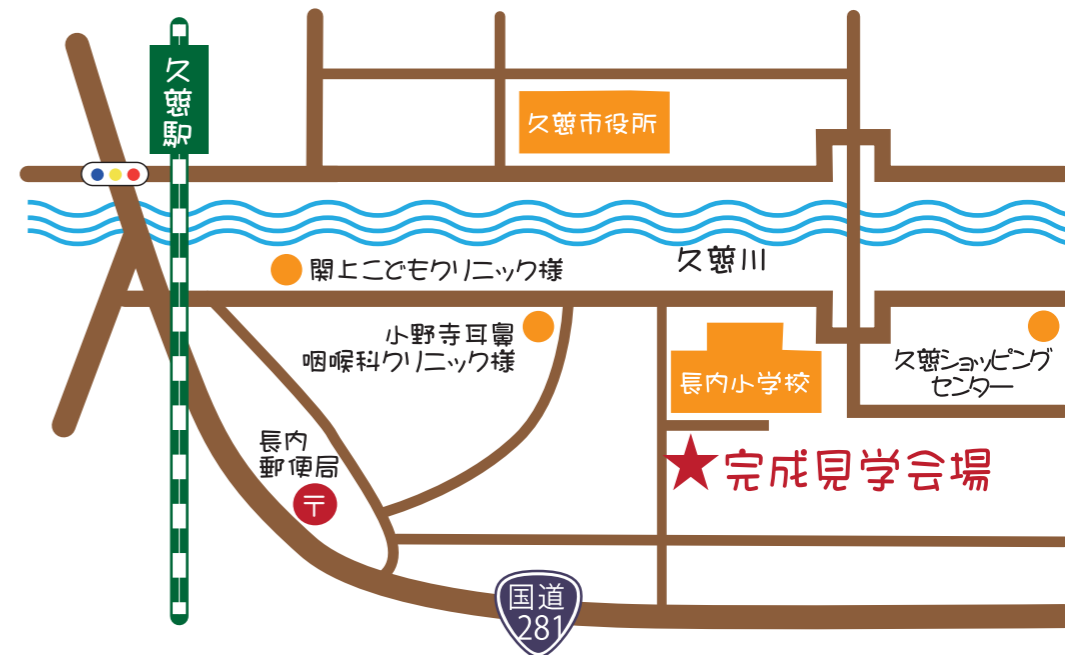 久慈駅
久慈市役所
久慈川
閖上こどもクリニック様
小野寺耳鼻
咽喉科クリニック様
長内小学校
久慈ショッピング
センター
長内
郵便局
〒
★完成見学会場
国道
281